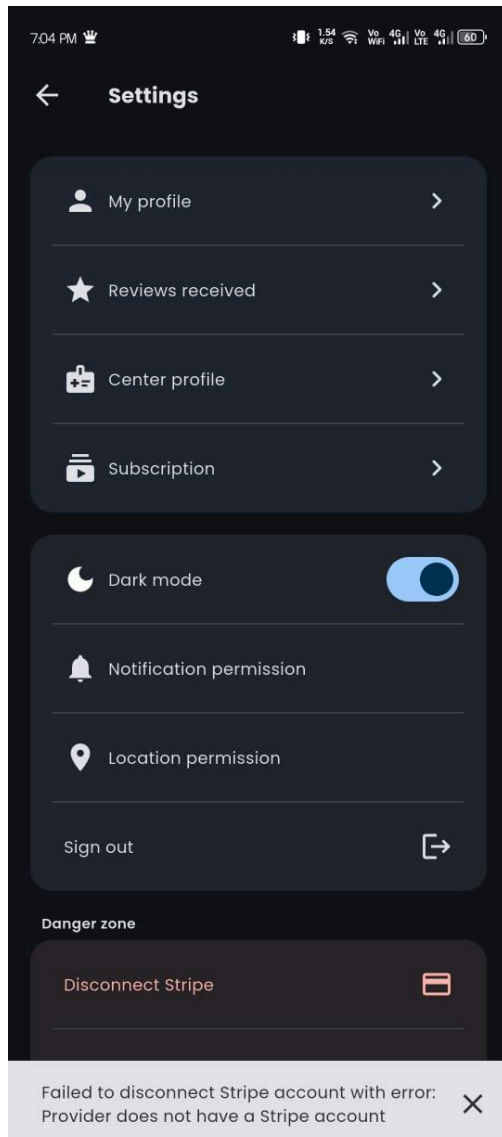 7:04 PM 1.54 K/S Vo WiFi 4G Vo LTE 4G 60
Settings
My profile
Reviews received
Center profile
Subscription
Dark mode
Notification permission
Location permission
Sign out
Danger zone
Disconnect Stripe
Failed to disconnect Stripe account with error:
Provider does not have a Stripe account